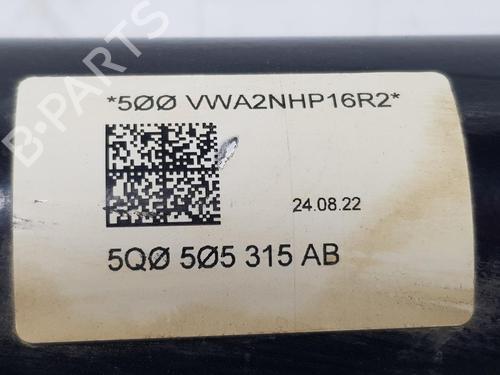 *5ØØ VWA2NHP16R2*
24.08.22
5QØ 5Ø5 315 AB
B-Parts